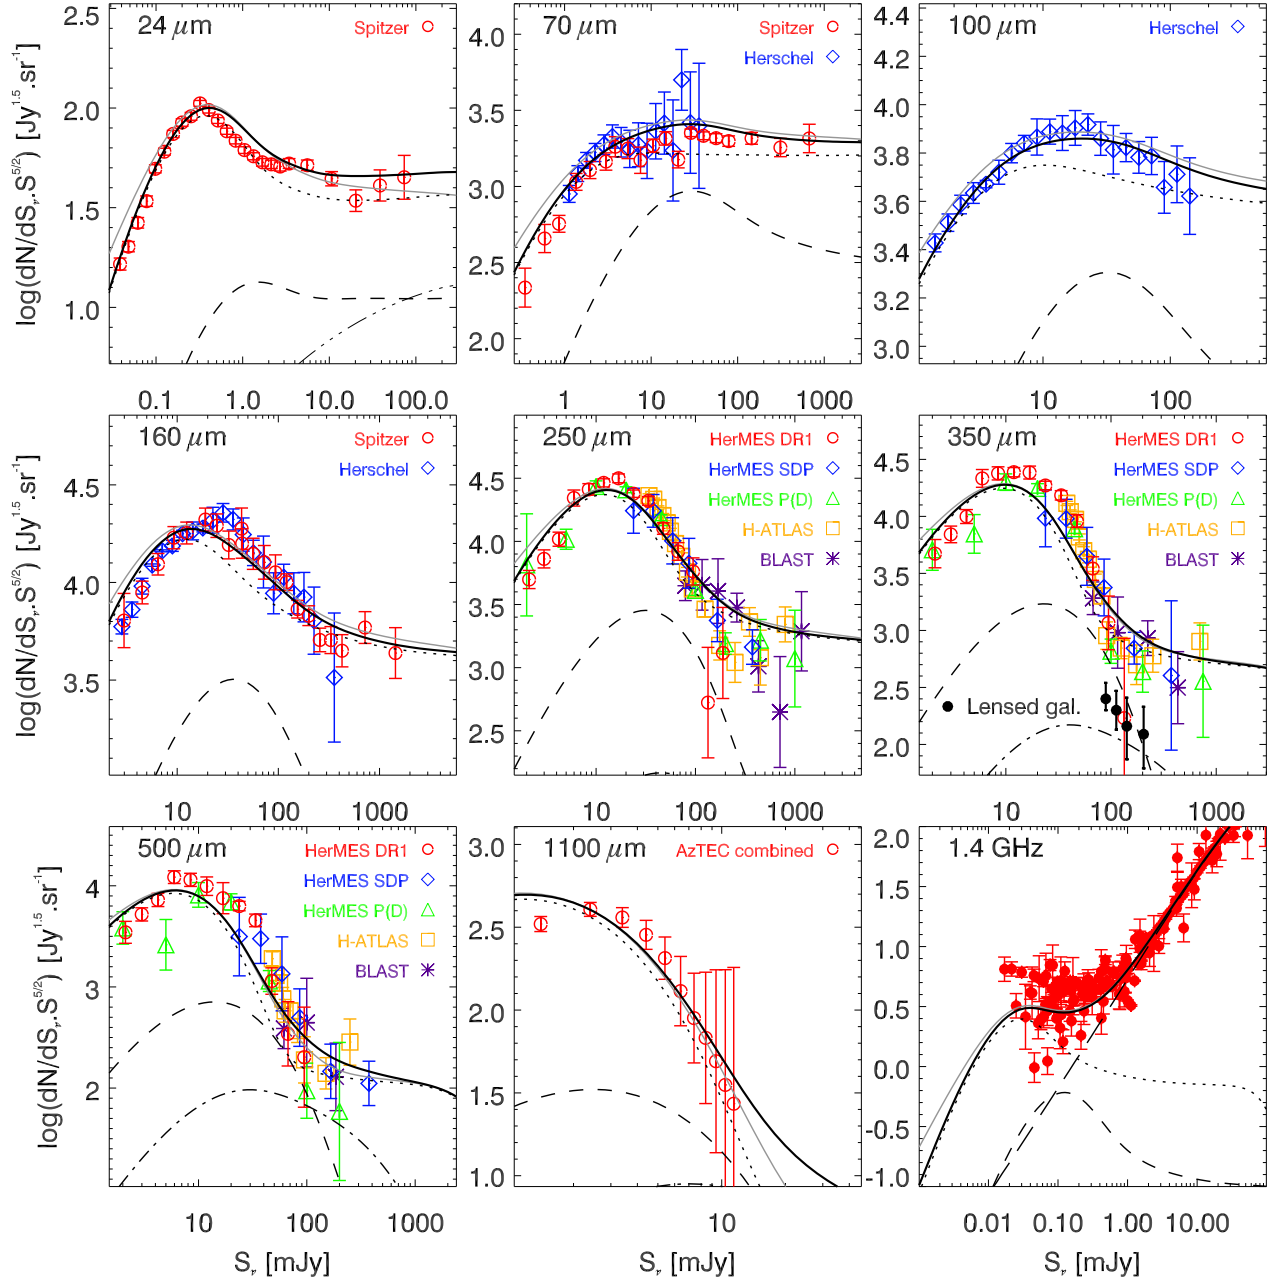 24 μm
Spitzer
2.5
2.0
1.5
1.0
log(dN/dSᵥ.S^5/2) [Jy^1.5.sr^-1]
0.1 1.0 10.0 100.0
70 μm
Spitzer
Herschel
4.0
3.5
3.0
2.5
2.0
1 10 100 1000
100 μm
Herschel
4.4
4.2
4.0
3.8
3.6
3.4
3.2
3.0
10 100
160 μm
Spitzer
Herschel
4.5
4.0
3.5
log(dN/dSᵥ.S^5/2) [Jy^1.5.sr^-1]
10 100 1000
250 μm
HerMES DR1
HerMES SDP
HerMES P(D)
H-ATLAS
BLAST
4.5
4.0
3.5
3.0
2.5
10 100 1000
350 μm
HerMES DR1
HerMES SDP
HerMES P(D)
H-ATLAS
BLAST
Lensed gal.
4.5
4.0
3.5
3.0
2.5
2.0
10 100 1000
500 μm
HerMES DR1
HerMES SDP
HerMES P(D)
H-ATLAS
BLAST
4
3
2
log(dN/dSᵥ.S^5/2) [Jy^1.5.sr^-1]
10 100 1000
Sᵥ [mJy]
1100 μm
AzTEC combined
3.0
2.5
2.0
1.5
1.0
10
Sᵥ [mJy]
1.4 GHz
2.0
1.5
1.0
0.5
0.0
-0.5
-1.0
0.01 0.10 1.00 10.00
Sᵥ [mJy]